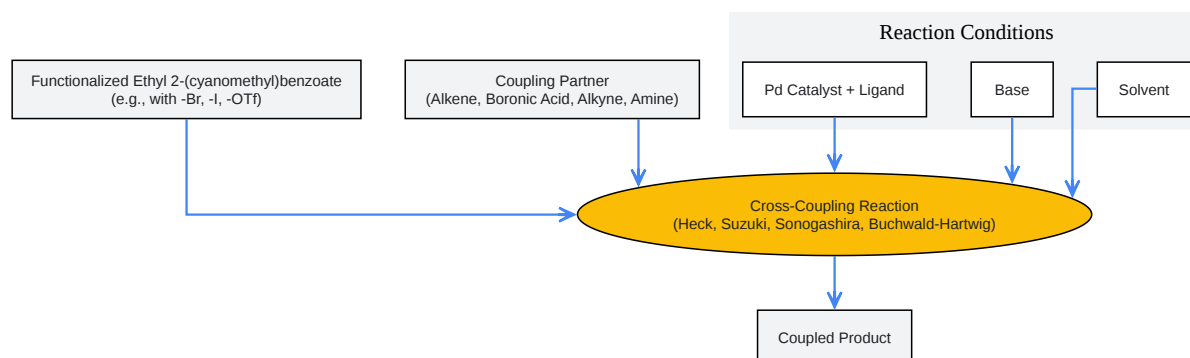 Reaction Conditions
Functionalized Ethyl 2-(cyanomethyl)benzoate
(e.g., with -Br, -I, -OTf)
Coupling Partner
(Alkene, Boronic Acid, Alkyne, Amine)
Pd Catalyst + Ligand
Base
Solvent
Cross-Coupling Reaction
(Heck, Suzuki, Sonogashira, Buchwald-Hartwig)
Coupled Product